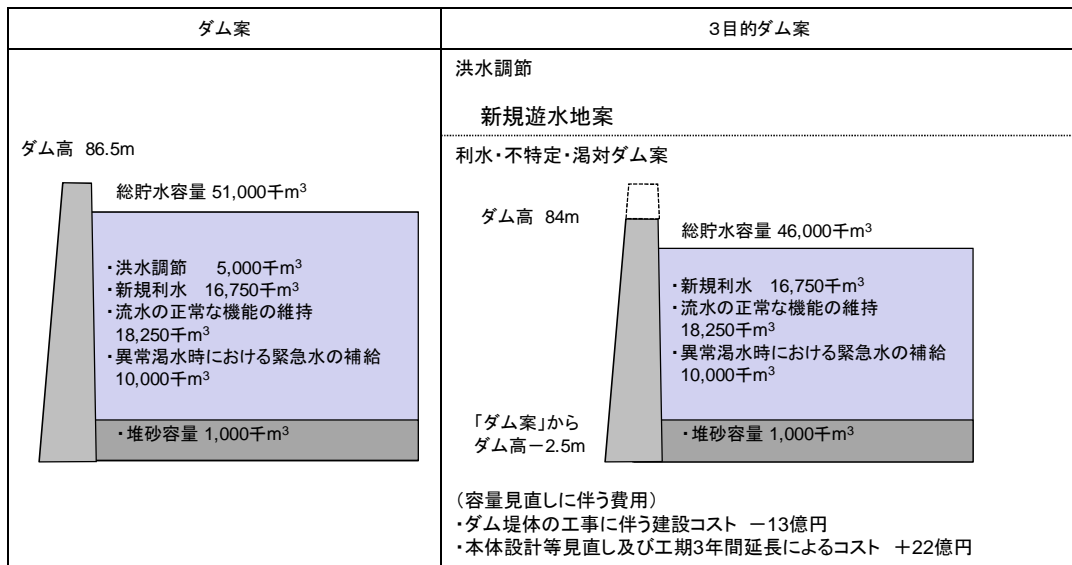 ダム案
ダム高 86.5m
総貯水容量 51,000千m³
・洪水調節 5,000千m³
・新規利水 16,750千m³
・流水の正常な機能の維持
18,250千m³
・異常渇水時における緊急水の補給
10,000千m³
・堆砂容量 1,000千m³
3目的ダム案
洪水調節
新規遊水地案
利水・不特定・渇対ダム案
ダム高 84m
総貯水容量 46,000千m³
・新規利水 16,750千m³
・流水の正常な機能の維持
18,250千m³
・異常渇水時における緊急水の補給
10,000千m³
「ダム案」から
ダム高－2.5m
・堆砂容量 1,000千m³
（容量見直しに伴う費用）
・ダム堤体の工事に伴う建設コスト －13億円
・本体設計等見直し及び工期3年間延長によるコスト ＋22億円